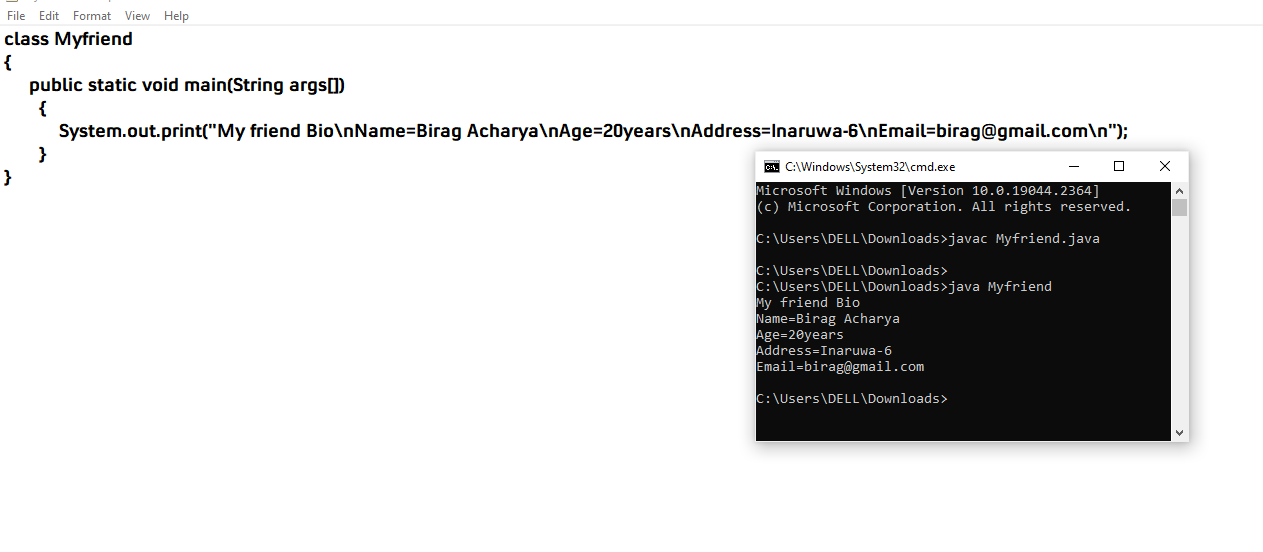 File Edit Format View Help
class Myfriend
{
public static void main(String args[])
{
System.out.print("My friend Bio\nName=Birag Acharya\nAge=20years\nAddress=Inaruwa-6\nEmail=birag@gmail.com\n");
}
}
C:\Windows\System32\cmd.exe
Microsoft Windows [Version 10.0.19044.2364]
(c) Microsoft Corporation. All rights reserved.
C:\Users\DELL\Downloads>javac Myfriend.java
C:\Users\DELL\Downloads>
C:\Users\DELL\Downloads>java Myfriend
My friend Bio
Name=Birag Acharya
Age=20years
Address=Inaruwa-6
Email=birag@gmail.com
C:\Users\DELL\Downloads>